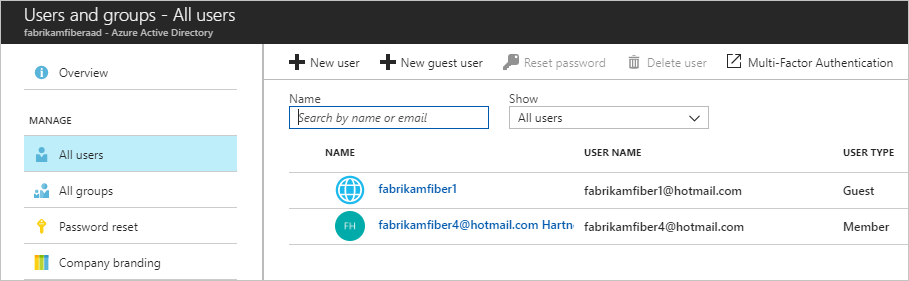 Users and groups - All users
fabrikamfiberaad - Azure Active Directory
Overview
MANAGE
All users
All groups
Password reset
Company branding
New user New guest user Reset password Delete user Multi-Factor Authentication
Name Show
Search by name or email All users
NAME USER NAME USER TYPE
fabrikamfiber1 fabrikamfiber1@hotmail.com Guest
FH fabrikamfiber4@hotmail.com Hartn fabrikamfiber4@hotmail.com Member